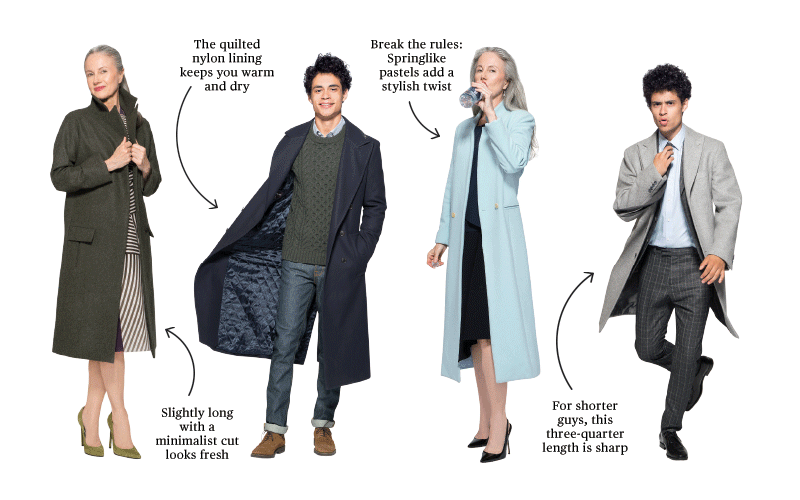 The quilted
nylon lining
keeps you warm
and dry
Break the rules:
Springlike
pastels add a
stylish twist
Slightly long
with a
minimalist cut
looks fresh
For shorter
guys, this
three-quarter
length is sharp